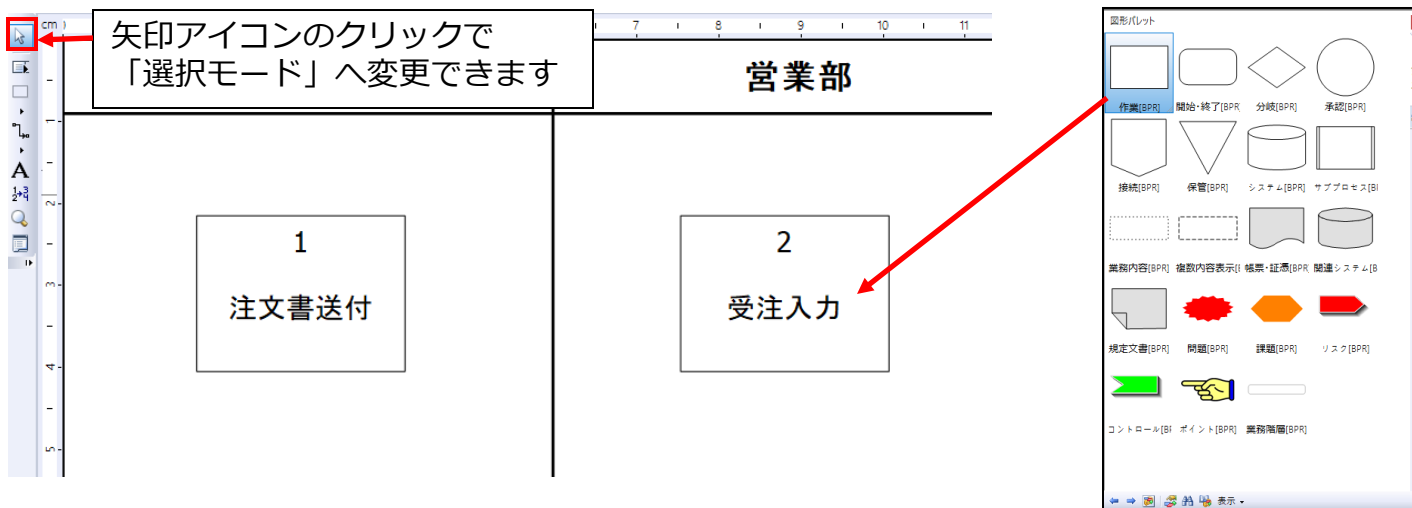 cm
矢印アイコンのクリックで
「選択モード」へ変更できます
7 8 9 10 11
営業部
A
1
2
3
4
5
1
注文書送付
2
受注入力
図形パレット
作業[BPR] 開始・終了[BPR 分岐[BPR] 承認[BPR]
接続[BPR] 保管[BPR] システム[BPR] サブプロセス[B
業務内容[BPR] 複数内容表示[ 帳票・証憑[BPR 関連システム[B
規定文書[BPR] 問題[BPR] 課題[BPR] リスク[BPR]
コントロール[B ポイント[BPR] 業務階層[BPR]
表示